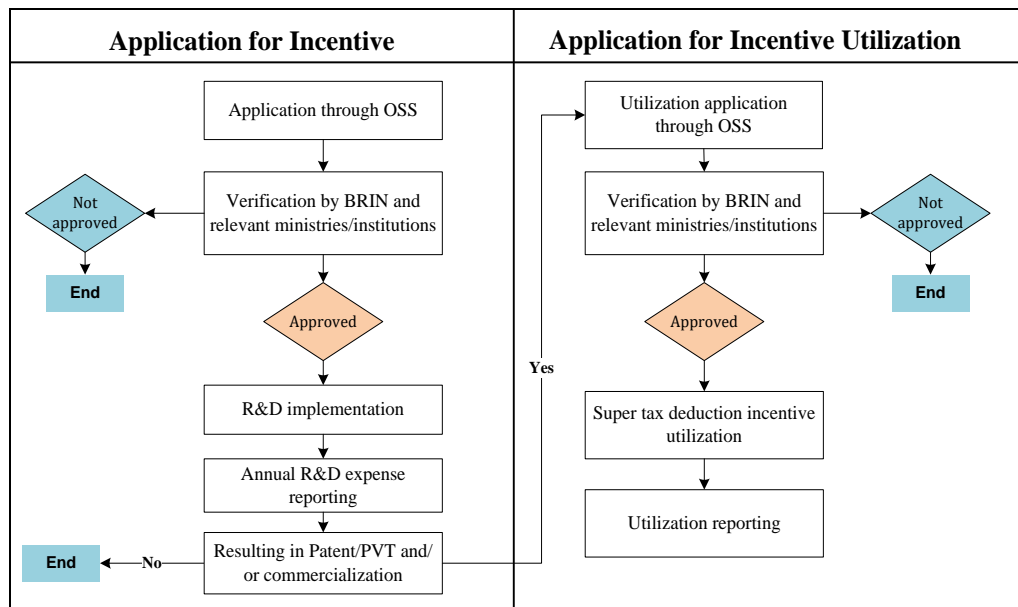 Application for Incentive
Application through OSS
Verification by BRIN and
relevant ministries/institutions
Not
approved
End
Approved
R&D implementation
Annual R&D expense
reporting
Resulting in Patent/PVT and/
or commercialization
No
End
Yes
Application for Incentive Utilization
Utilization application
through OSS
Verification by BRIN and
relevant ministries/institutions
Not
approved
End
Approved
Super tax deduction incentive
utilization
Utilization reporting